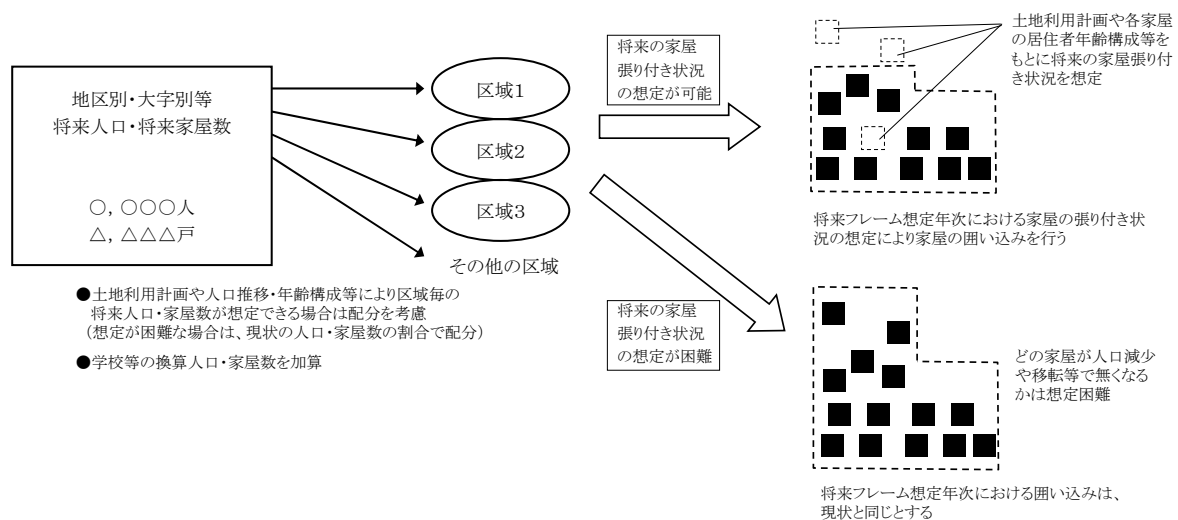 地区別・大字別等
将来人口・将来家屋数
○,○○○人
△,△△△戸
●土地利用計画や人口推移・年齢構成等により区域毎の
将来人口・家屋数が想定できる場合は配分を考慮
(想定が困難な場合は、現状の人口・家屋数の割合で配分)
●学校等の換算人口・家屋数を加算
区域1
区域2
区域3
その他の区域
将来の家屋
張り付き状況
の想定が可能
将来の家屋
張り付き状況
の想定が困難
土地利用計画や各家屋
の居住者年齢構成等を
もとに将来の家屋張り付
き状況を想定
将来フレーム想定年次における家屋の張り付き状
況の想定により家屋の囲い込みを行う
どの家屋が人口減少
や移転等で無くなる
かは想定困難
将来フレーム想定年次における囲い込みは、
現状と同じとする